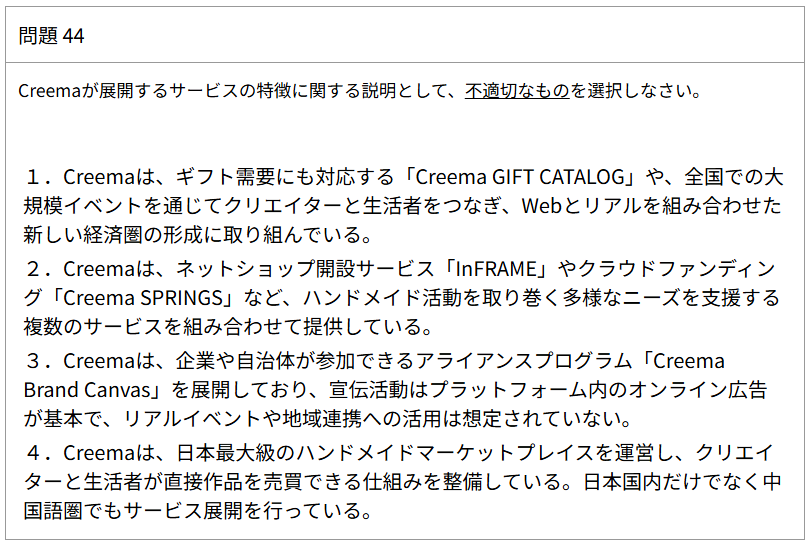 問題 44
Creemaが展開するサービスの特徴に関する説明として、不適切なものを選択しなさい。
１．Creemaは、ギフト需要にも対応する「Creema GIFT CATALOG」や、全国での大
規模イベントを通じてクリエイターと生活者をつなぎ、Webとリアルを組み合わせた
新しい経済圏の形成に取り組んでいる。
２．Creemaは、ネットショップ開設サービス「InFRAME」やクラウドファンディン
グ「Creema SPRINGS」など、ハンドメイド活動を取り巻く多様なニーズを支援する
複数のサービスを組み合わせて提供している。
３．Creemaは、企業や自治体が参加できるアライアンスプログラム「Creema
Brand Canvas」を展開しており、宣伝活動はプラットフォーム内のオンライン広告
が基本で、リアルイベントや地域連携への活用は想定されていない。
４．Creemaは、日本最大級のハンドメイドマーケットプレイスを運営し、クリエイ
ターと生活者が直接作品を売買できる仕組みを整備している。日本国内だけでなく中
国語圏でもサービス展開を行っている。